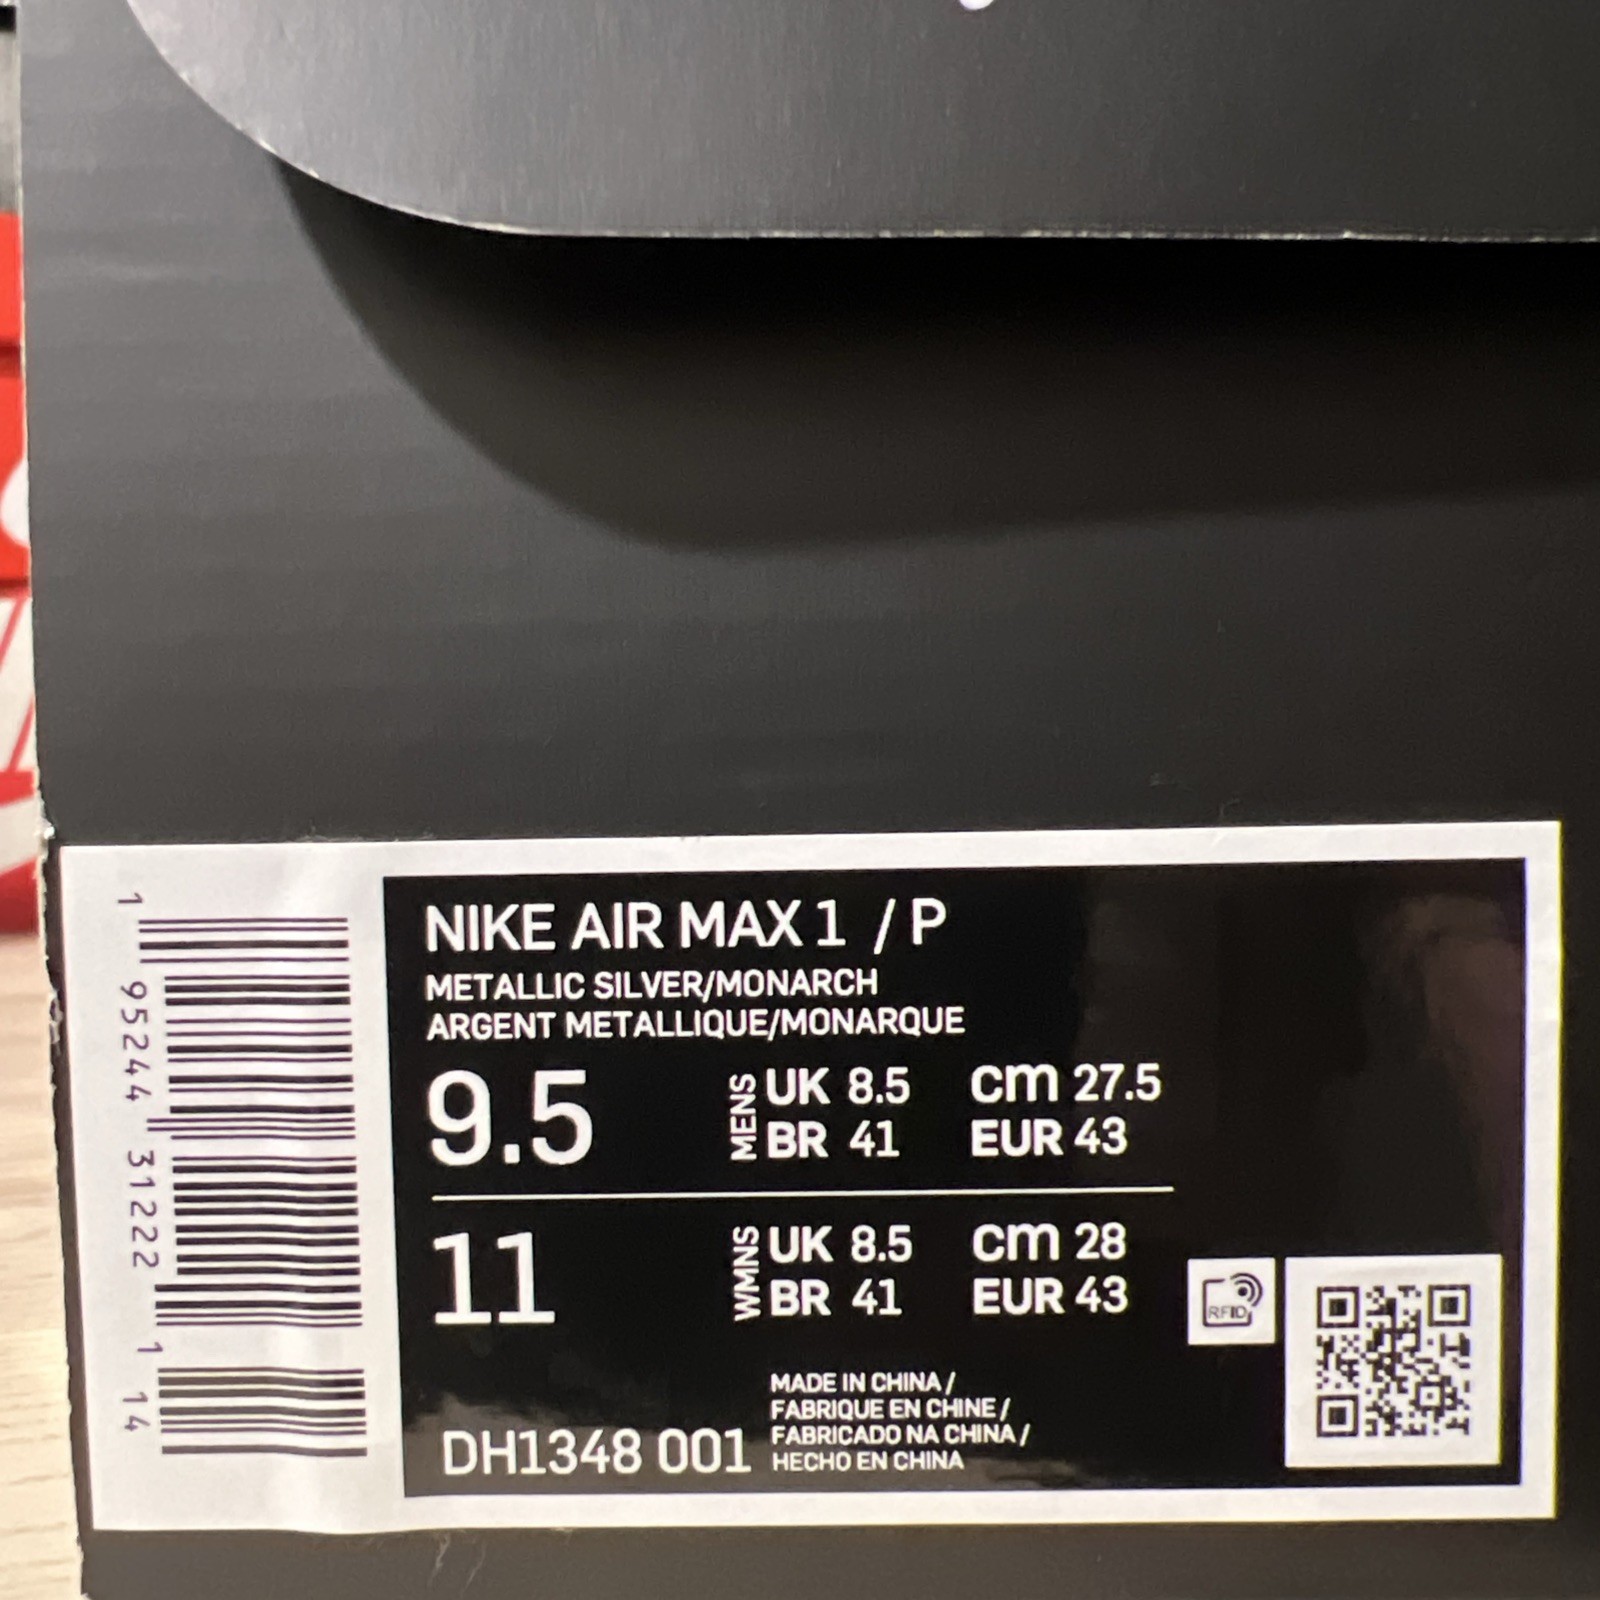 NIKE AIR MAX 1 / P
METALLIC SILVER/MONARCH
ARGENT METALLIQUE/MONARQUE
9.5
MENS
UK 8.5 cm 27.5
BR 41 EUR 43
11
WMNS
UK 8.5 cm 28
BR 41 EUR 43
MADE IN CHINA /
FABRIQUE EN CHINE /
FABRICADO NA CHINA /
HECHO EN CHINA
DH1348 001
RFID
1 95244 31222 1 14